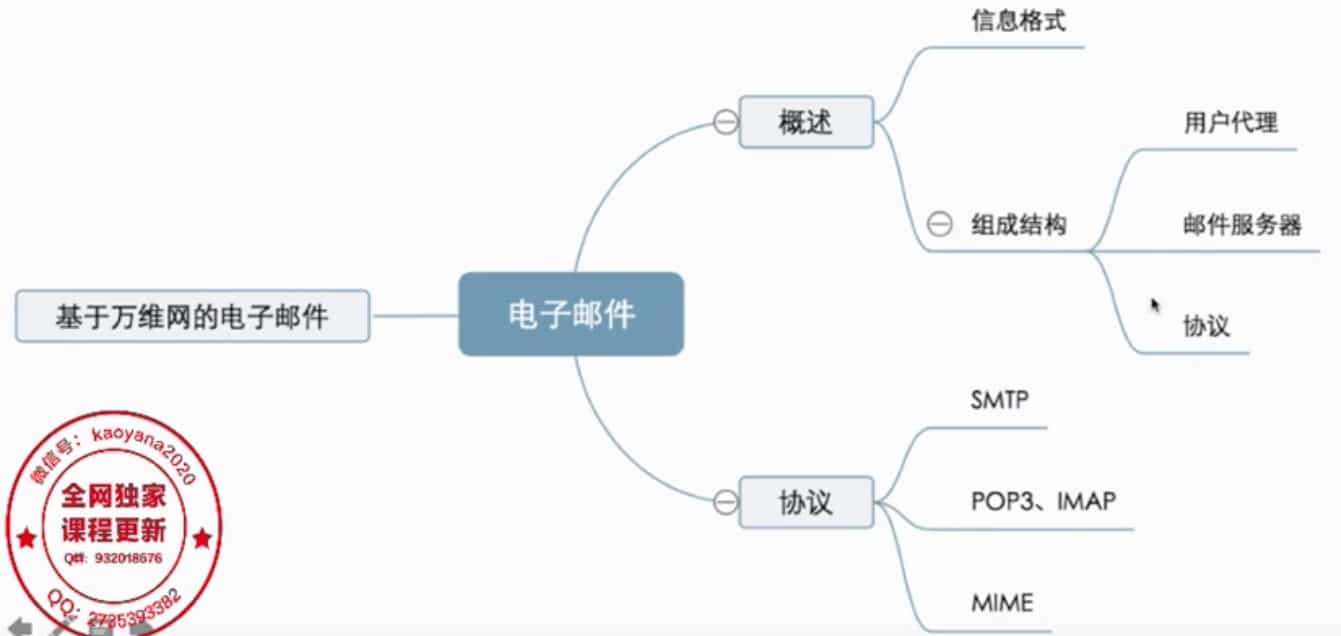 信息格式
概述
用户代理
组成结构
邮件服务器
协议
基于万维网的电子邮件
电子邮件
SMTP
协议
POP3、IMAP
MIME
微信号：kaoyana2020
全网独家
课程更新
Q群：932018676
QQ：2735393382